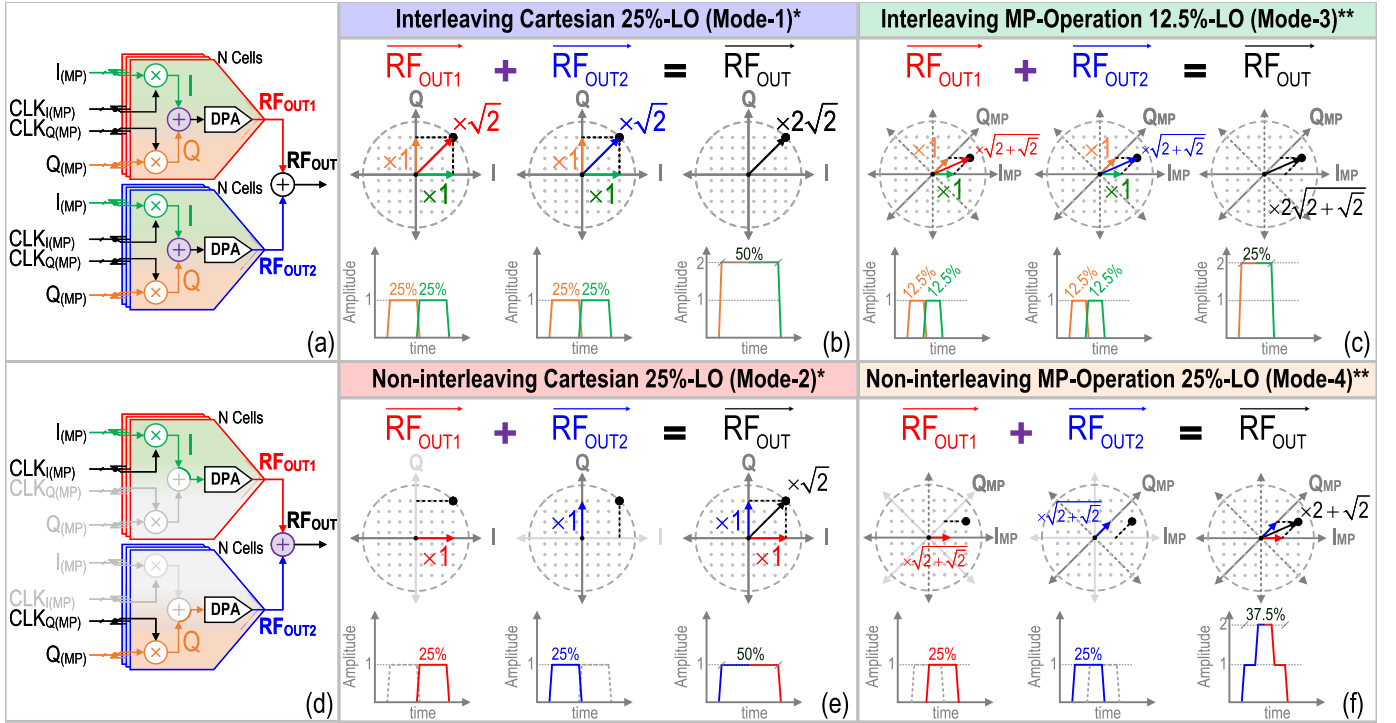 Interleaving Cartesian 25%-LO (Mode-1)*
Interleaving MP-Operation 12.5%-LO (Mode-3)**
N Cells
I(MP)
I
CLKI(MP)
CLKQ(MP)
DPA
RFOUT1
Q(MP)
Q
RFOUT
N Cells
I(MP)
I
CLKI(MP)
CLKQ(MP)
DPA
Q(MP)
Q
RFOUT2
(a)
RFOUT1 + RFOUT2 = RFOUT
Q
×√2
×1
×1
I
Q
×√2
×1
×1
I
Q
×2√2
I
Amplitude
1
25% 25%
time
1
25% 25%
time
2
1
50%
time
(b)
RFOUT1 + RFOUT2 = RFOUT
QMP
×1
×√2+√2
×1
IMP
QMP
×1
×√2+√2
×1
IMP
QMP
IMP
×2√2+√2
Amplitude
1
12.5%
12.5%
time
1
12.5%
12.5%
time
2
1
25%
time
(c)
Non-interleaving Cartesian 25%-LO (Mode-2)*
Non-interleaving MP-Operation 25%-LO (Mode-4)**
N Cells
I(MP)
I
CLKI(MP)
CLKQ(MP)
DPA
RFOUT1
Q(MP)
RFOUT
N Cells
I(MP)
CLKI(MP)
CLKQ(MP)
DPA
Q(MP)
Q
RFOUT2
(d)
RFOUT1 + RFOUT2 = RFOUT
Q
×1
I
Q
×1
I
Q
×√2
×1
×1
I
Amplitude
1
25%
time
1
25%
time
1
50%
time
(e)
RFOUT1 + RFOUT2 = RFOUT
QMP
IMP
×√2+√2
QMP
×√2+√2
IMP
QMP
×2+√2
IMP
Amplitude
1
25%
time
1
25%
time
2
1
37.5%
time
(f)